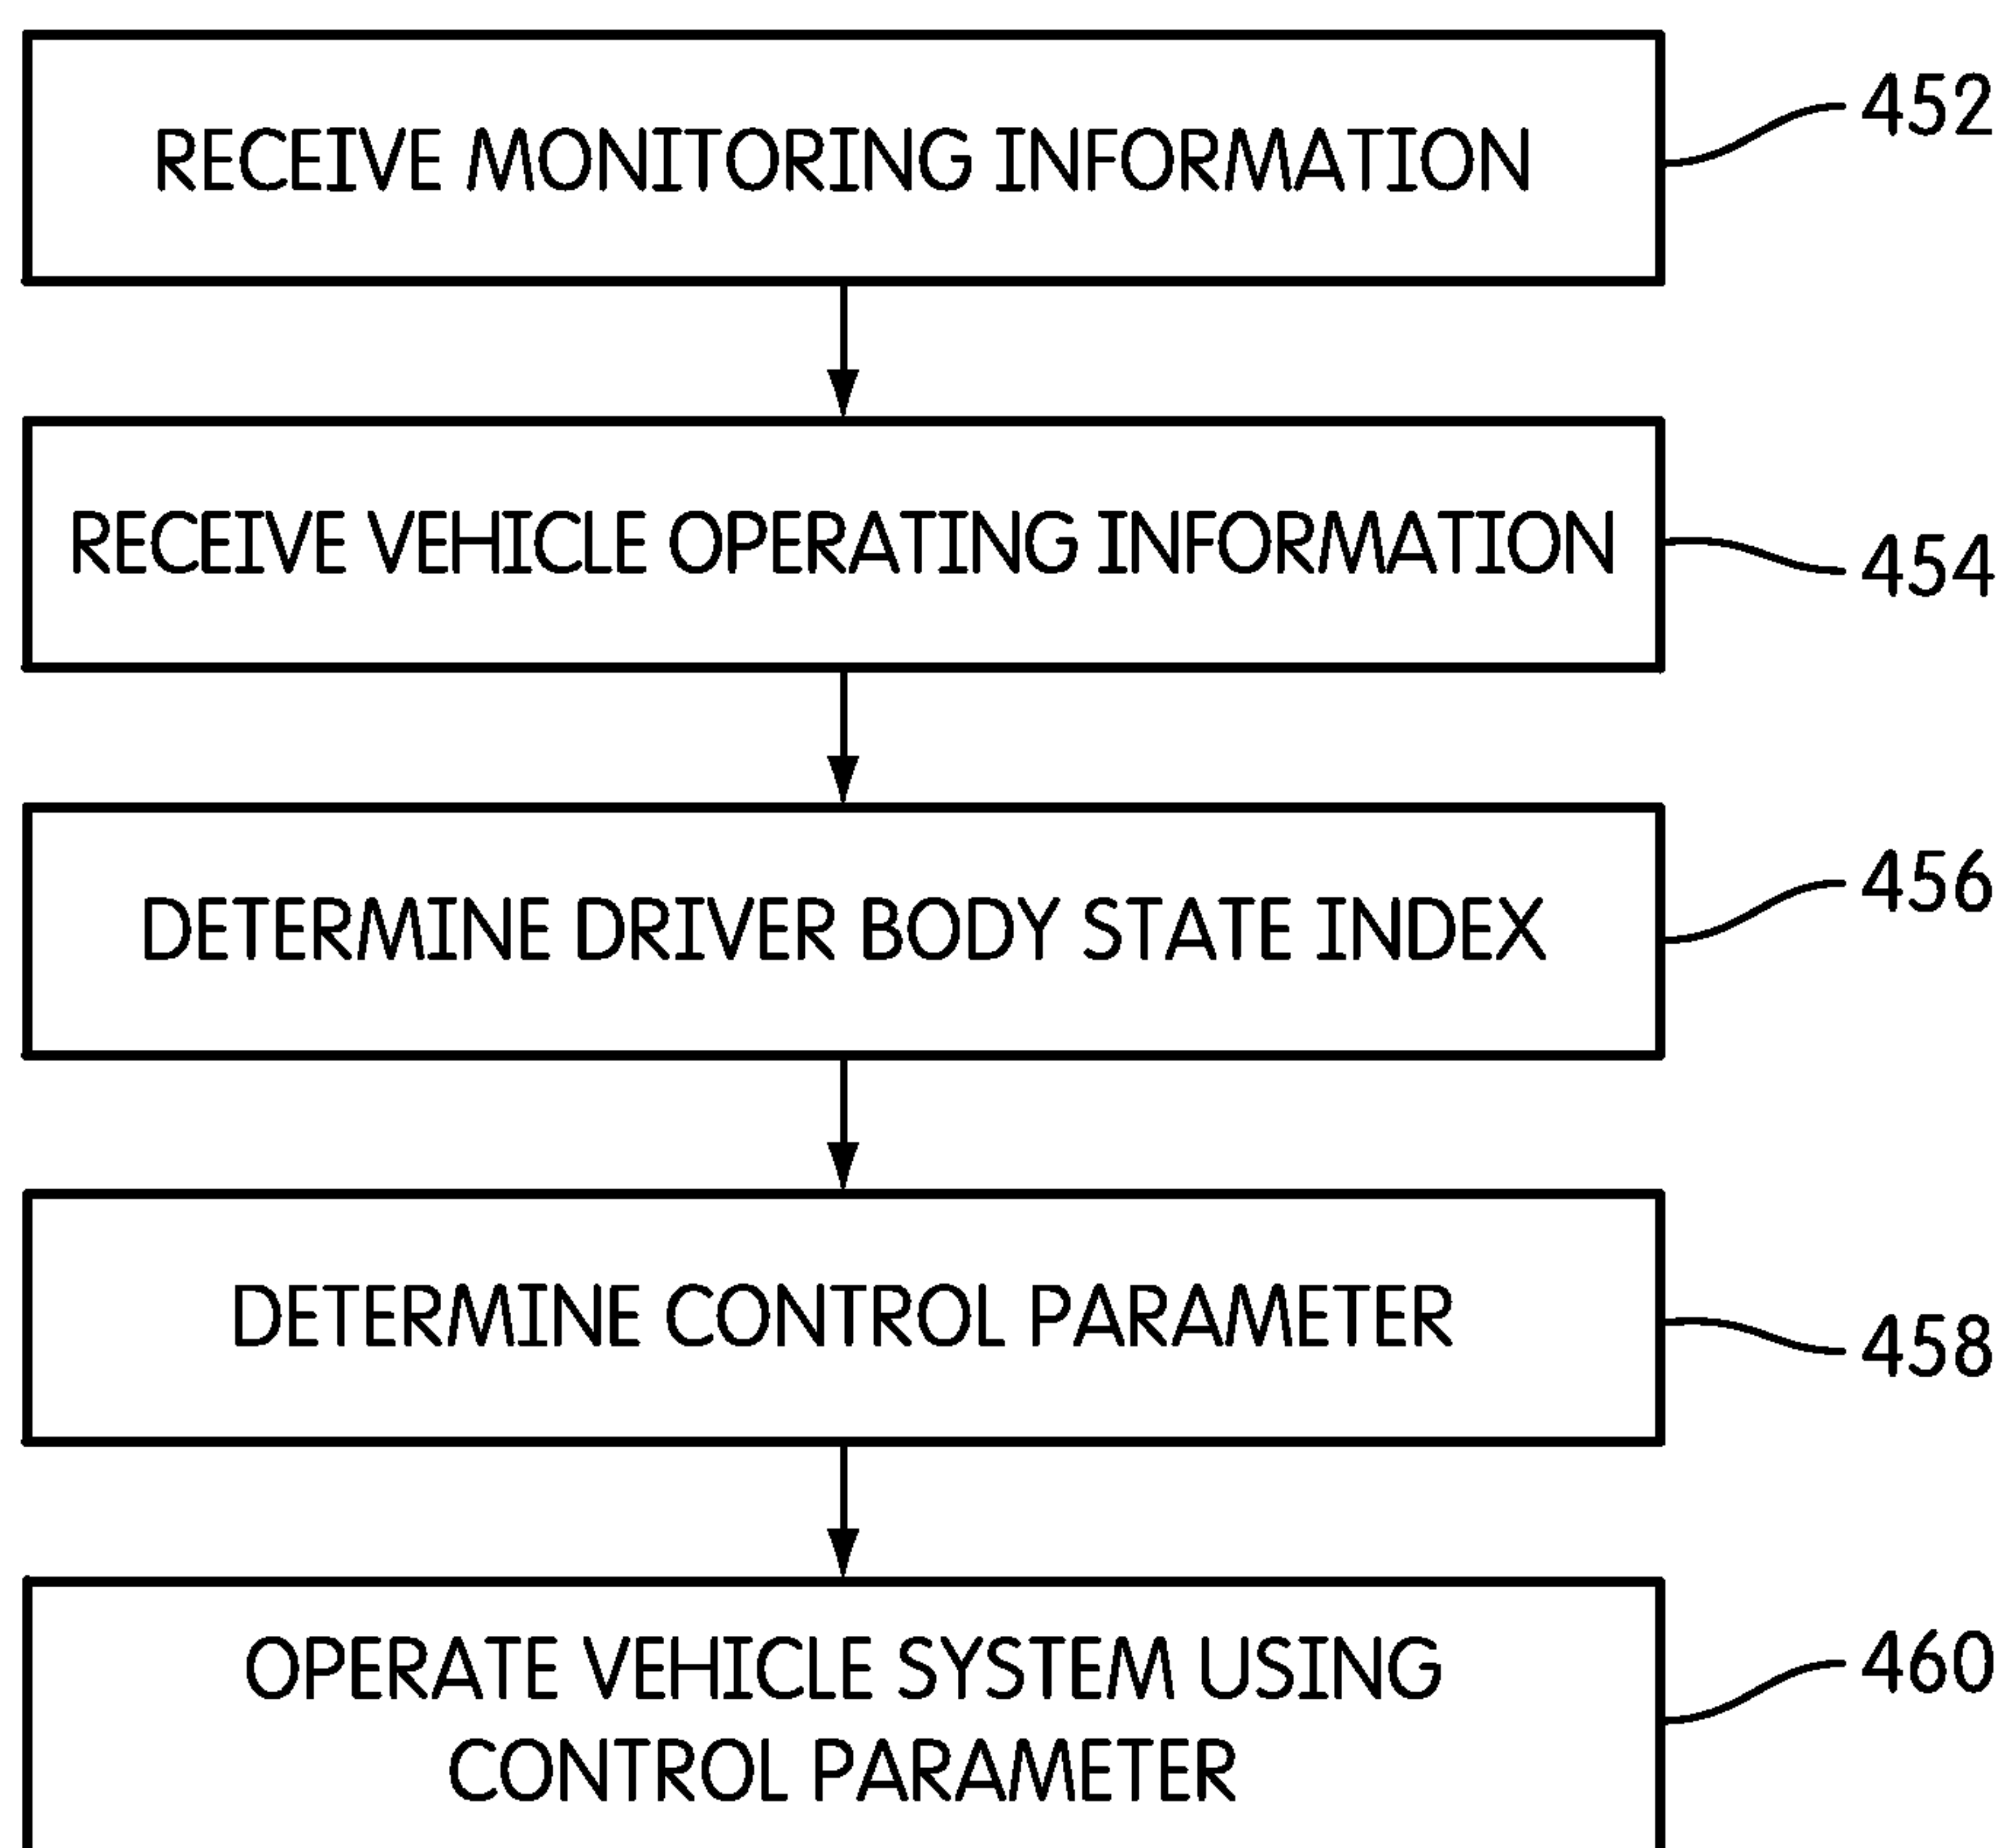 RECEIVE MONITORING INFORMATION
452
RECEIVE VEHICLE OPERATING INFORMATION
454
DETERMINE DRIVER BODY STATE INDEX
456
DETERMINE CONTROL PARAMETER
458
OPERATE VEHICLE SYSTEM USING
CONTROL PARAMETER
460